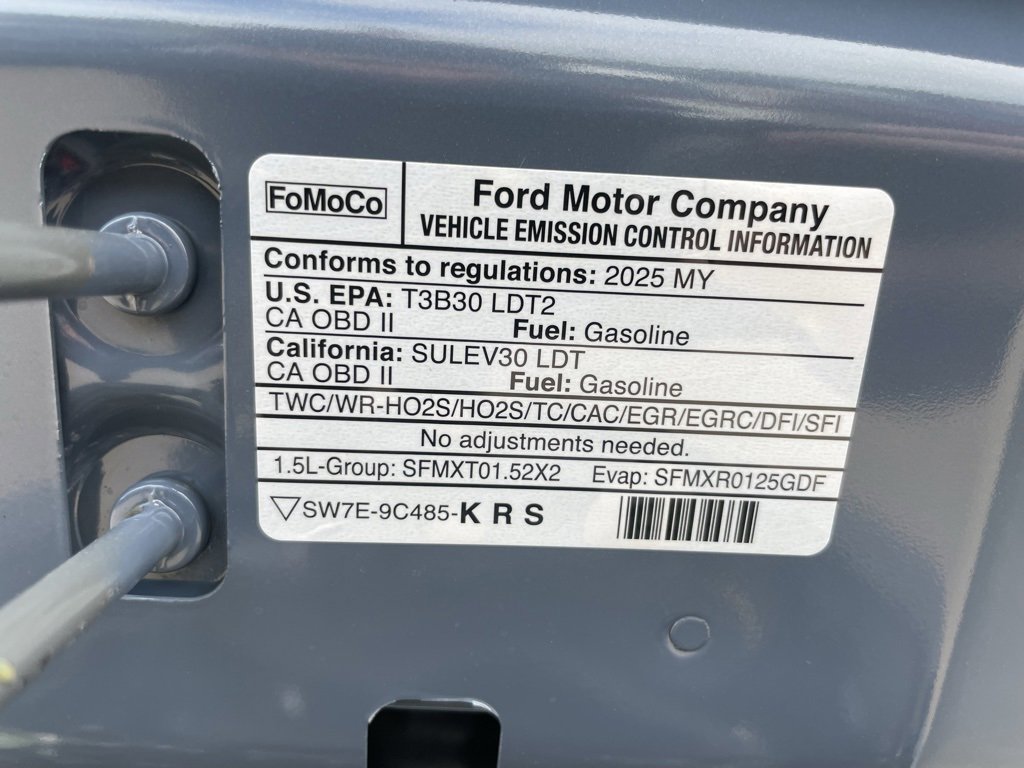 FoMoCo
Ford Motor Company
VEHICLE EMISSION CONTROL INFORMATION
Conforms to regulations: 2025 MY
U.S. EPA: T3B30 LDT2
CA OBD II Fuel: Gasoline
California: SULEV30 LDT
CA OBD II Fuel: Gasoline
TWC/WR-HO2S/HO2S/TC/CAC/EGR/EGRC/DFI/SFI
No adjustments needed.
1.5L-Group: SFMXT01.52X2 Evap: SFMXR0125GDF
▽SW7E-9C485-K R S